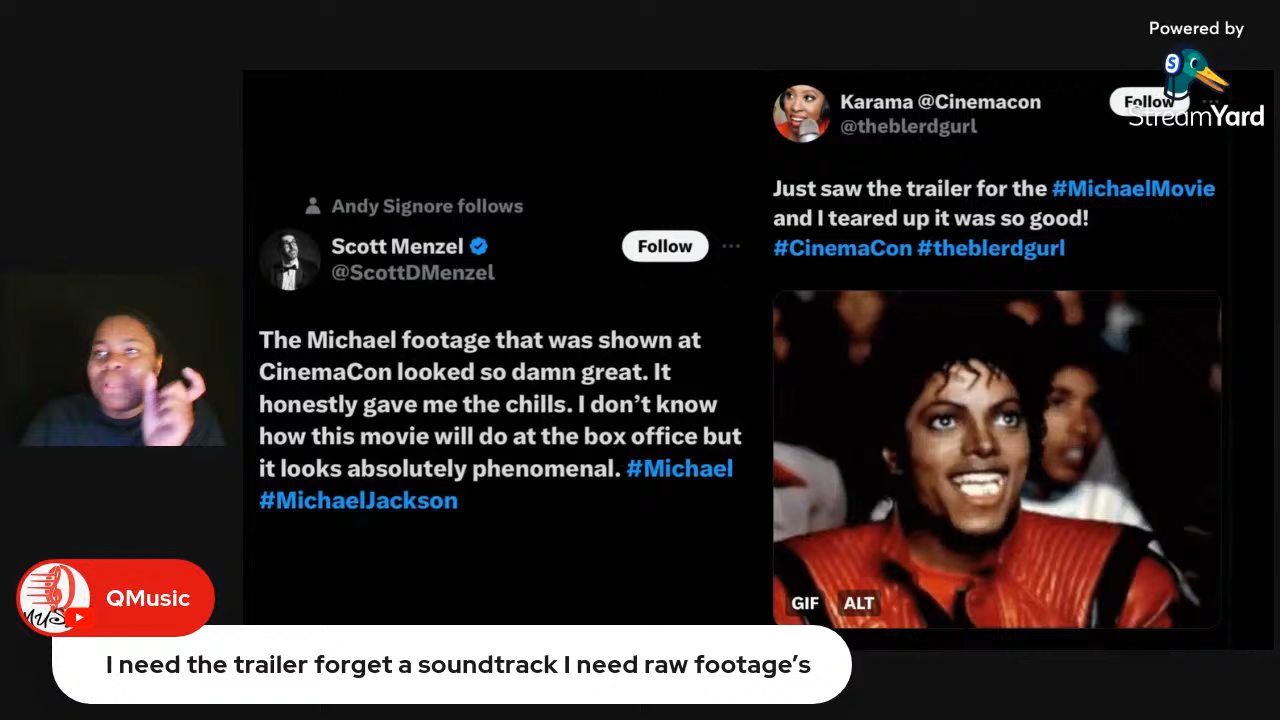 Powered by
StreamYard
Andy Signore follows
Scott Menzel
@ScottDMenzel
Follow
The Michael footage that was shown at
CinemaCon looked so damn great. It
honestly gave me the chills. I don’t know
how this movie will do at the box office but
it looks absolutely phenomenal. #Michael
#MichaelJackson
Karama @Cinemacon
@theblerdgurl
Follow
Just saw the trailer for the #MichaelMovie
and I teared up it was so good!
#CinemaCon #theblerdgurl
GIF ALT
QMusic
I need the trailer forget a soundtrack I need raw footage’s